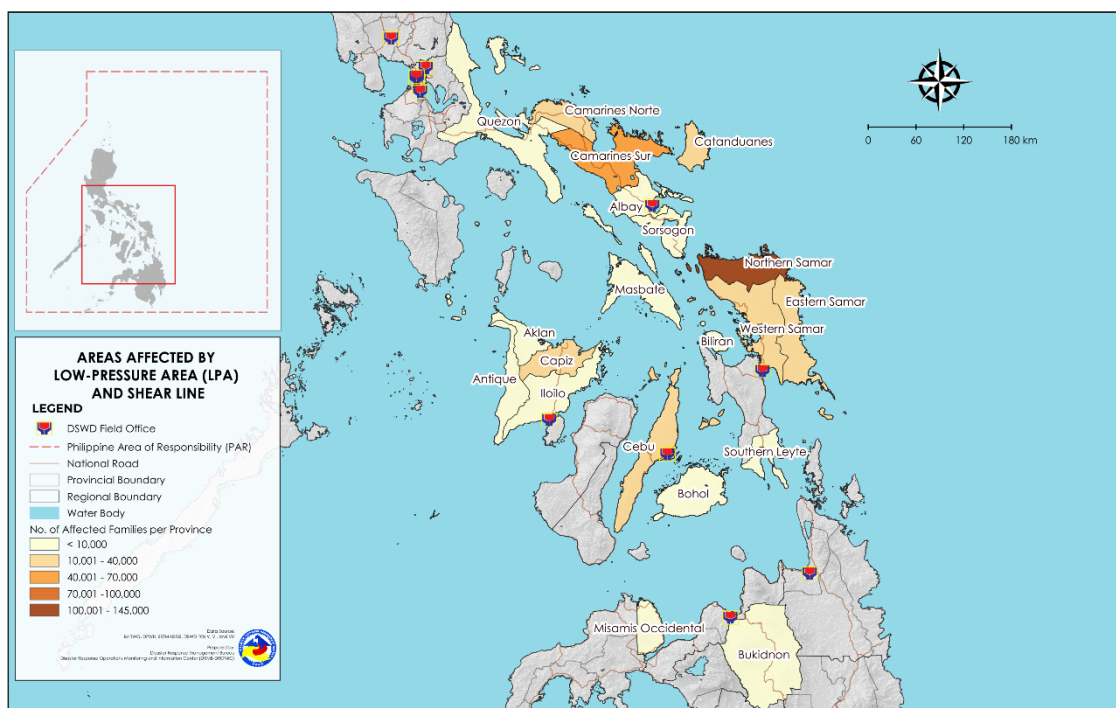 AREAS AFFECTED BY
LOW-PRESSURE AREA (LPA)
AND SHEAR LINE
LEGEND
DSWD Field Office
Philippine Area of Responsibility (PAR)
National Road
Provincial Boundary
Regional Boundary
Water Body
No. of Affected Families per Province
< 10,000
10,001 - 40,000
40,001 - 70,000
70,001 -100,000
100,001 - 145,000
Data Source:
Prepared by:
Disaster Response Management Bureau
0 60 120 180 km
Camarines Norte
Quezon
Catanduanes
Camarines Sur
Albay
Sorsogon
Northern Samar
Masbate
Eastern Samar
Western Samar
Aklan
Biliran
Capiz
Antique
Iloilo
Cebu
Southern Leyte
Bohol
Misamis Occidental
Bukidnon